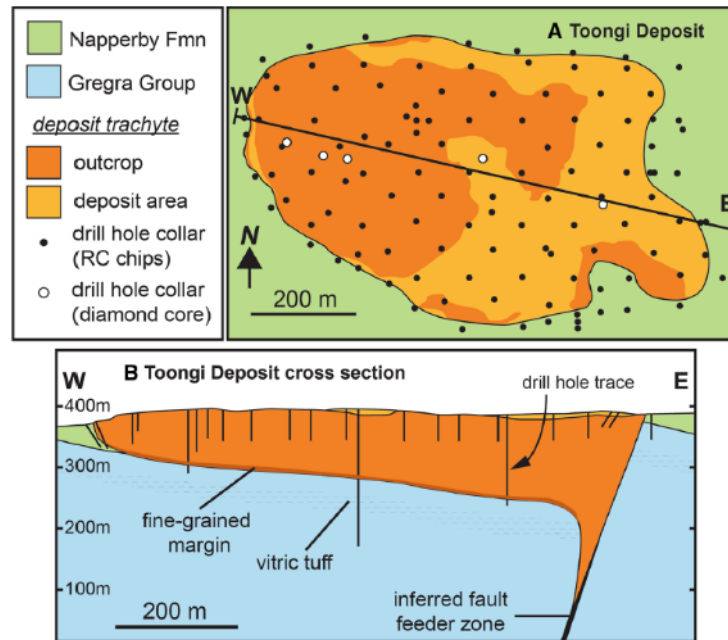 Napperby Fmn
Gregra Group
deposit trachyte
outcrop
deposit area
drill hole collar
(RC chips)
drill hole collar
(diamond core)
A Toongi Deposit
W
E
N
200 m
W
B Toongi Deposit cross section
E
drill hole trace
400m
300m
200m
100m
fine-grained
margin
vitric tuff
inferred fault
feeder zone
200 m